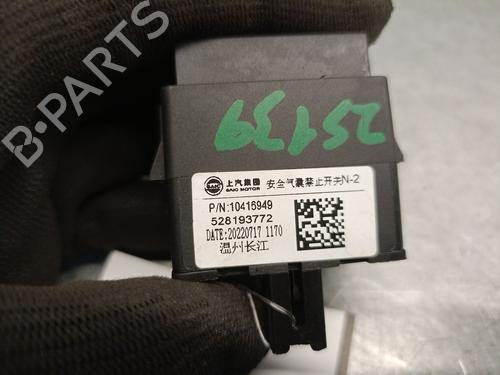 B-PARTS
25139
SAIC
上汽集团
SAIC MOTOR
安全气囊禁止开关N-2
P/N:10416949
528193772
DATE:20220717 1170
温州长江